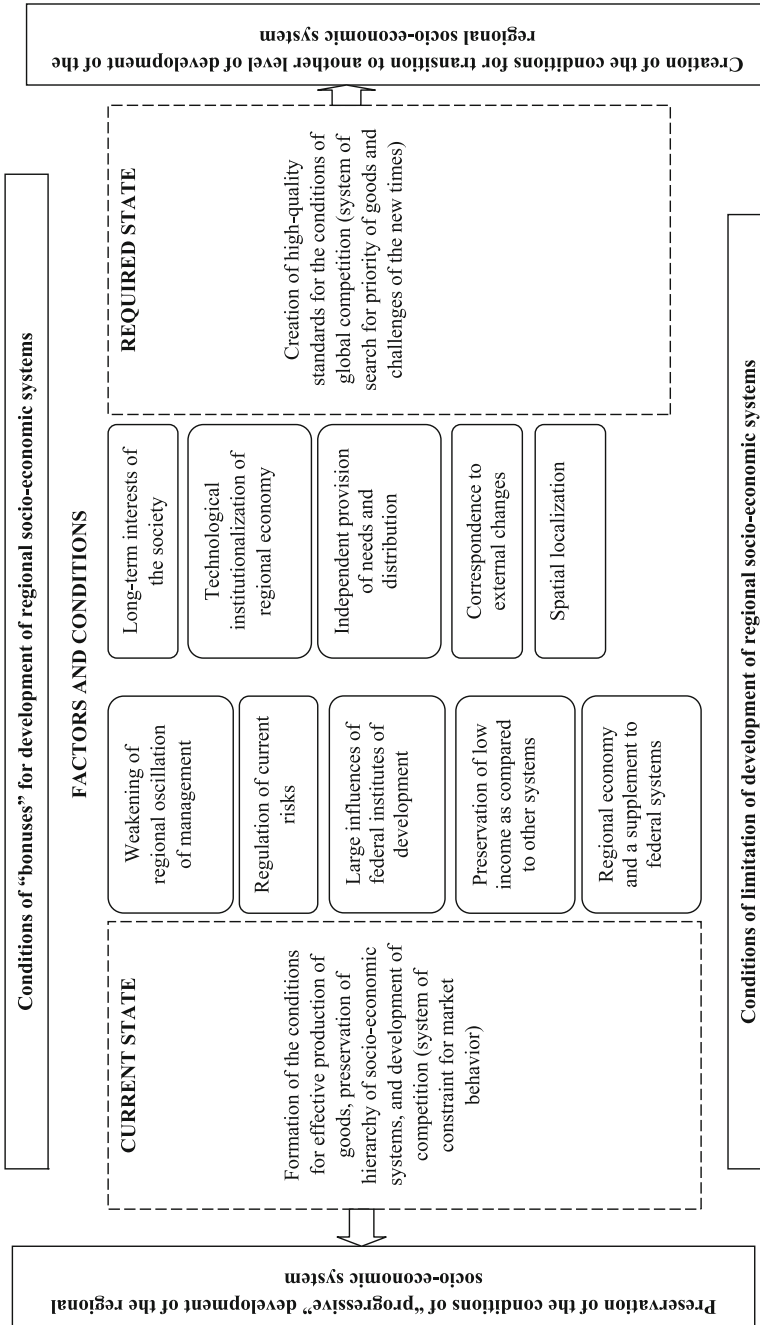 Conditions of “bonuses” for development of regional socio-economic systems
FACTORS AND CONDITIONS
Preservation of the conditions of “progressive” development of the regional
socio-economic system
CURRENT STATE
Formation of the conditions
for effective production of
goods, preservation of
hierarchy of socio-economic
systems, and development of
competition (system of
constraint for market
behavior)
Weakening of
regional oscillation
of management
Regulation of current
risks
Large influences of
federal institutes of
development
Preservation of low
income as compared
to other systems
Regional economy
and a supplement to
federal systems
Long-term interests of
the society
Technological
institutionalization of
regional economy
Independent provision
of needs and
distribution
Correspondence to
external changes
Spatial localization
REQUIRED STATE
Creation of high-quality
standards for the conditions of
global competition (system of
search for priority of goods and
challenges of the new times)
Creation of the conditions for transition to another level of development of the
regional socio-economic system
Conditions of limitation of development of regional socio-economic systems